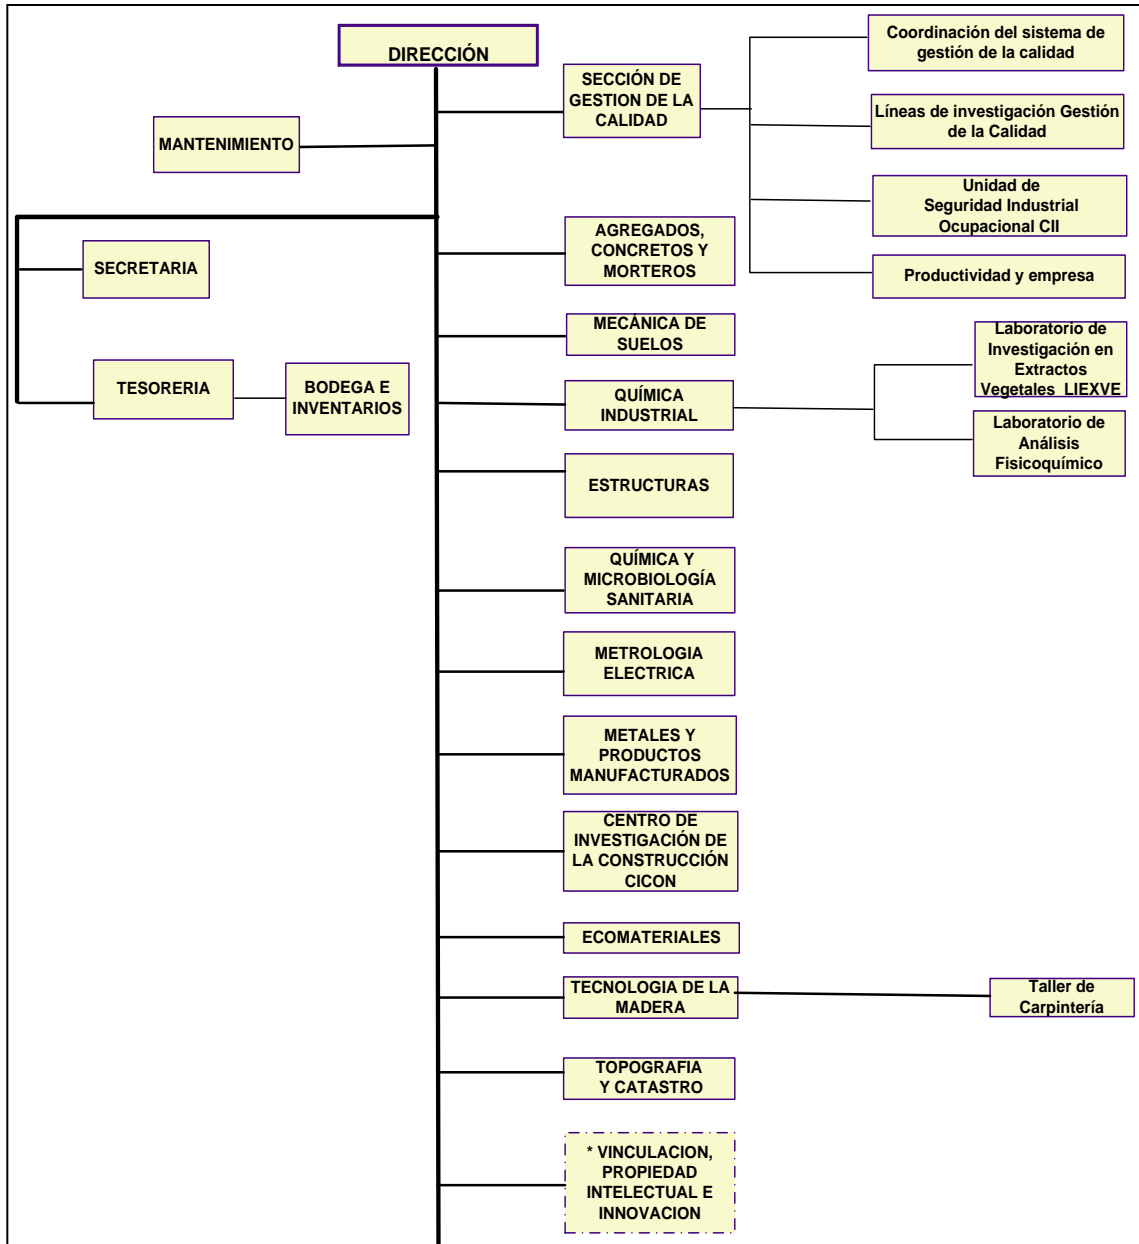 DIRECCIÓN
SECCIÓN DE
GESTION DE LA
CALIDAD
Coordinación del sistema de
gestión de la calidad
Líneas de investigación Gestión
de la Calidad
Unidad de
Seguridad Industrial
Ocupacional CII
Productividad y empresa
MANTENIMIENTO
SECRETARIA
TESORERIA
BODEGA E
INVENTARIOS
AGREGADOS,
CONCRETOS Y
MORTEROS
MECÁNICA DE
SUELOS
QUÍMICA
INDUSTRIAL
Laboratorio de
Investigación en
Extractos
Vegetales LIEXVE
Laboratorio de
Análisis
Fisicoquímico
ESTRUCTURAS
QUÍMICA Y
MICROBIOLOGÍA
SANITARIA
METROLOGIA
ELECTRICA
METALES Y
PRODUCTOS
MANUFACTURADOS
CENTRO DE
INVESTIGACIÓN DE
LA CONSTRUCCIÓN
CICON
ECOMATERIALES
TECNOLOGIA DE LA
MADERA
Taller de
Carpintería
TOPOGRAFIA
Y CATASTRO
* VINCULACION,
PROPIEDAD
INTELECTUAL E
INNOVACION